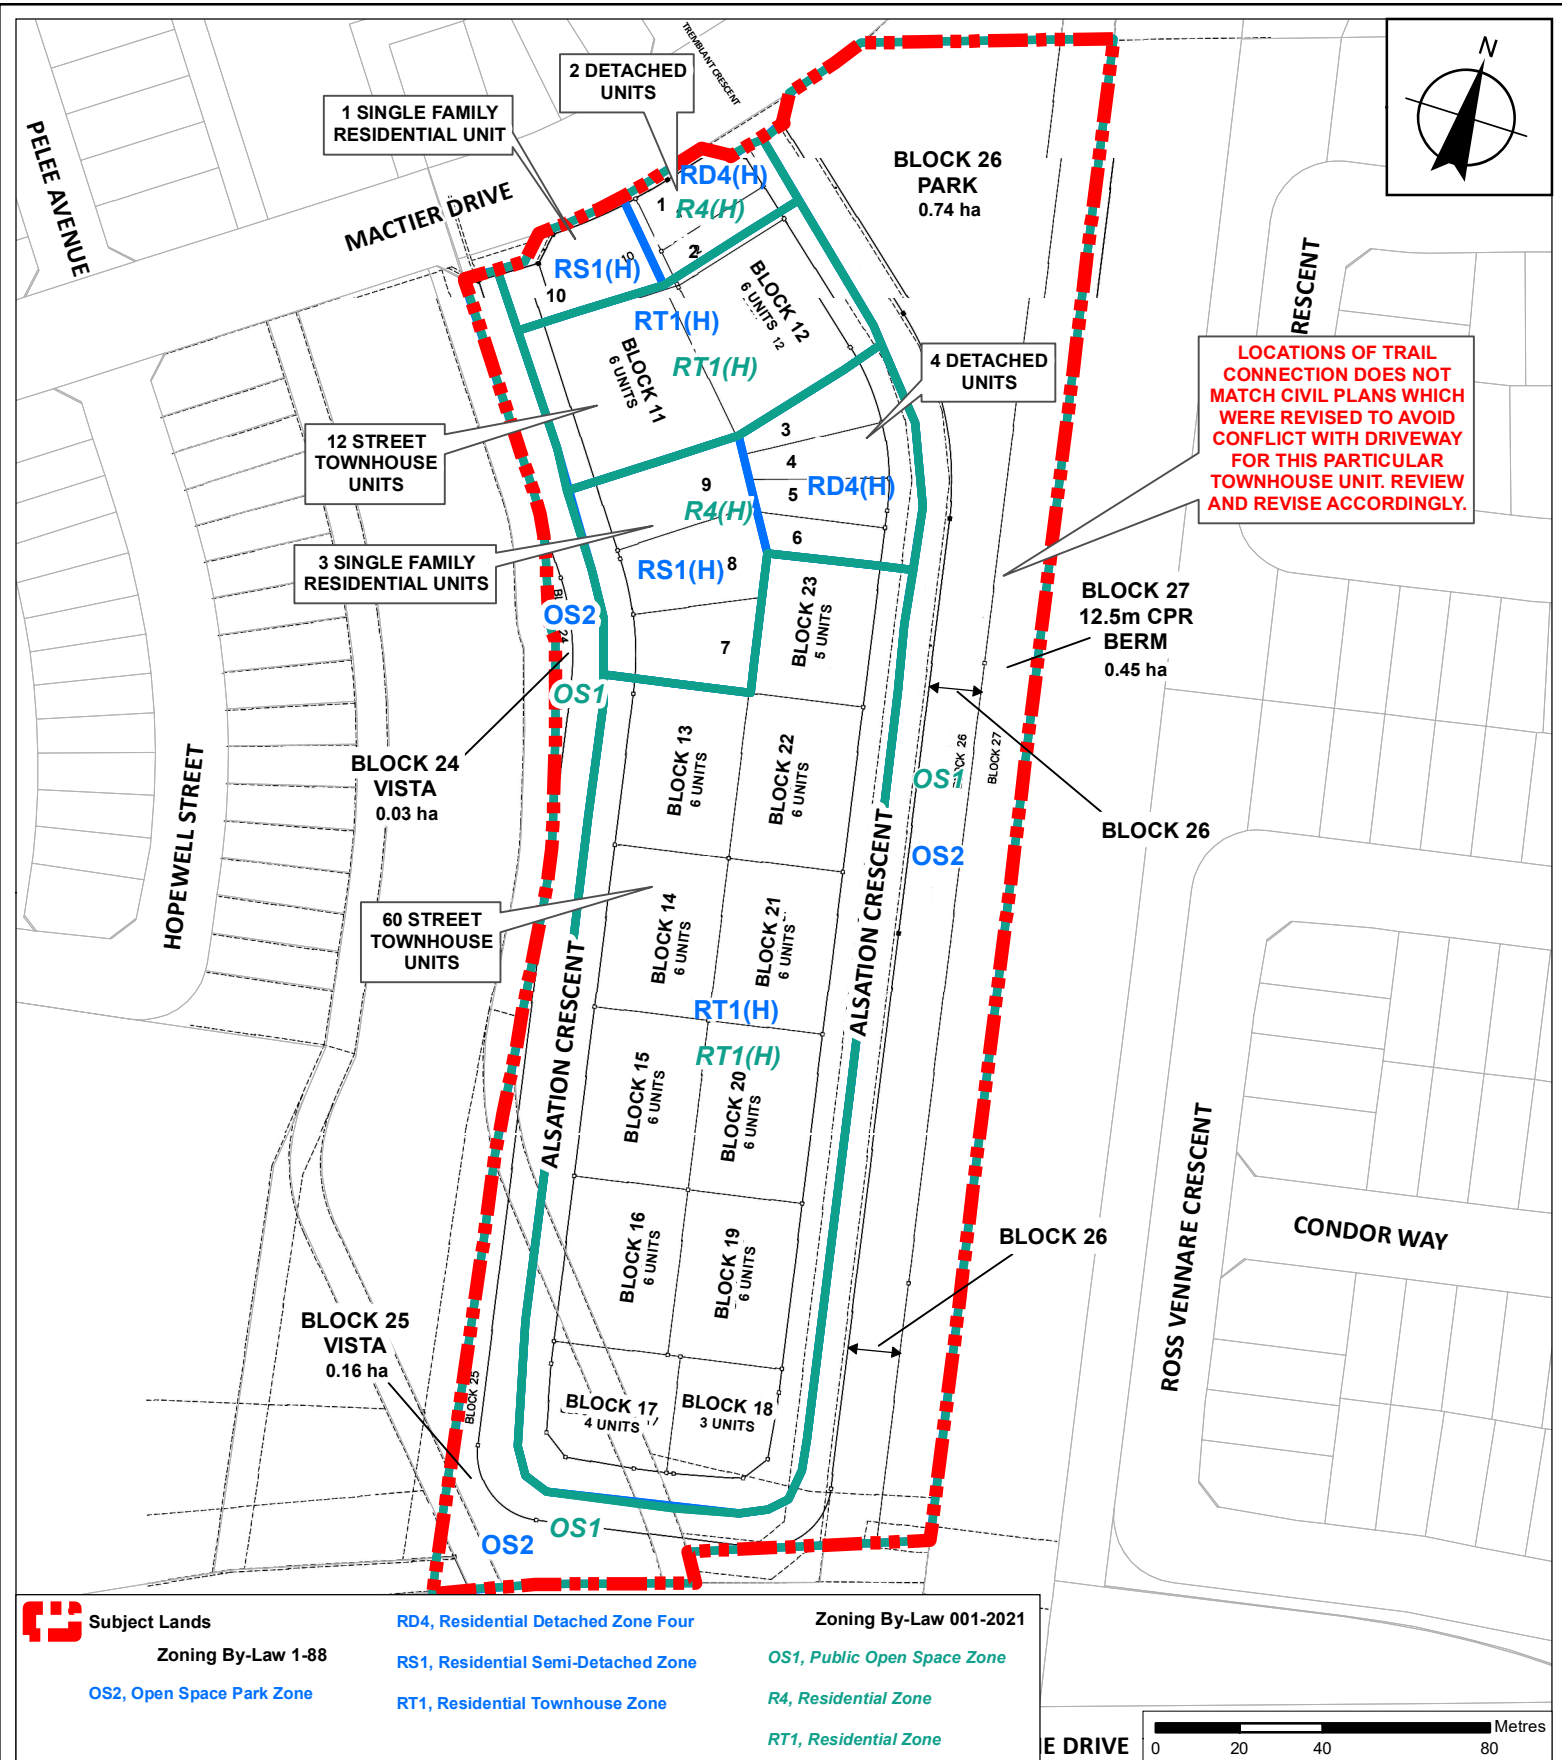 TREMBLANT CRESCENT
N
2 DETACHED
UNITS
1 SINGLE FAMILY
RESIDENTIAL UNIT
PELEE AVENUE
MACTIER DRIVE
BLOCK 26
PARK
0.74 ha
RD4(H)
R4(H)
1
2
RS1(H)
10
10
RT1(H)
RT1(H)
BLOCK 12
6 UNITS
12
BLOCK 11
6 UNITS
4 DETACHED
UNITS
RESCENT
LOCATIONS OF TRAIL
CONNECTION DOES NOT
MATCH CIVIL PLANS WHICH
WERE REVISED TO AVOID
CONFLICT WITH DRIVEWAY
FOR THIS PARTICULAR
TOWNHOUSE UNIT. REVIEW
AND REVISE ACCORDINGLY.
12 STREET
TOWNHOUSE
UNITS
3
4
5
6
RD4(H)
9
R4(H)
3 SINGLE FAMILY
RESIDENTIAL UNITS
RS1(H)
8
7
BLOCK 23
5 UNITS
BLOCK 27
12.5m CPR
BERM
0.45 ha
OS2
24
OS1
BLOCK 24
VISTA
0.03 ha
HOPEWELL STREET
BLOCK 13
6 UNITS
BLOCK 22
6 UNITS
OS1
CK 26
BLOCK 27
BLOCK 26
OS2
ALSATION CRESCENT
60 STREET
TOWNHOUSE
UNITS
BLOCK 14
6 UNITS
BLOCK 21
6 UNITS
RT1(H)
RT1(H)
ALSATION CRESCENT
BLOCK 15
6 UNITS
BLOCK 20
6 UNITS
BLOCK 16
6 UNITS
BLOCK 19
6 UNITS
BLOCK 26
CONDOR WAY
ROSS VENNARE CRESCENT
BLOCK 25
VISTA
0.16 ha
BLOCK 25
BLOCK 17
4 UNITS
BLOCK 18
3 UNITS
OS2
OS1
Subject Lands
Zoning By-Law 1-88
OS2, Open Space Park Zone
RD4, Residential Detached Zone Four
RS1, Residential Semi-Detached Zone
RT1, Residential Townhouse Zone
Zoning By-Law 001-2021
OS1, Public Open Space Zone
R4, Residential Zone
RT1, Residential Zone
E DRIVE
Metres
0 20 40 80